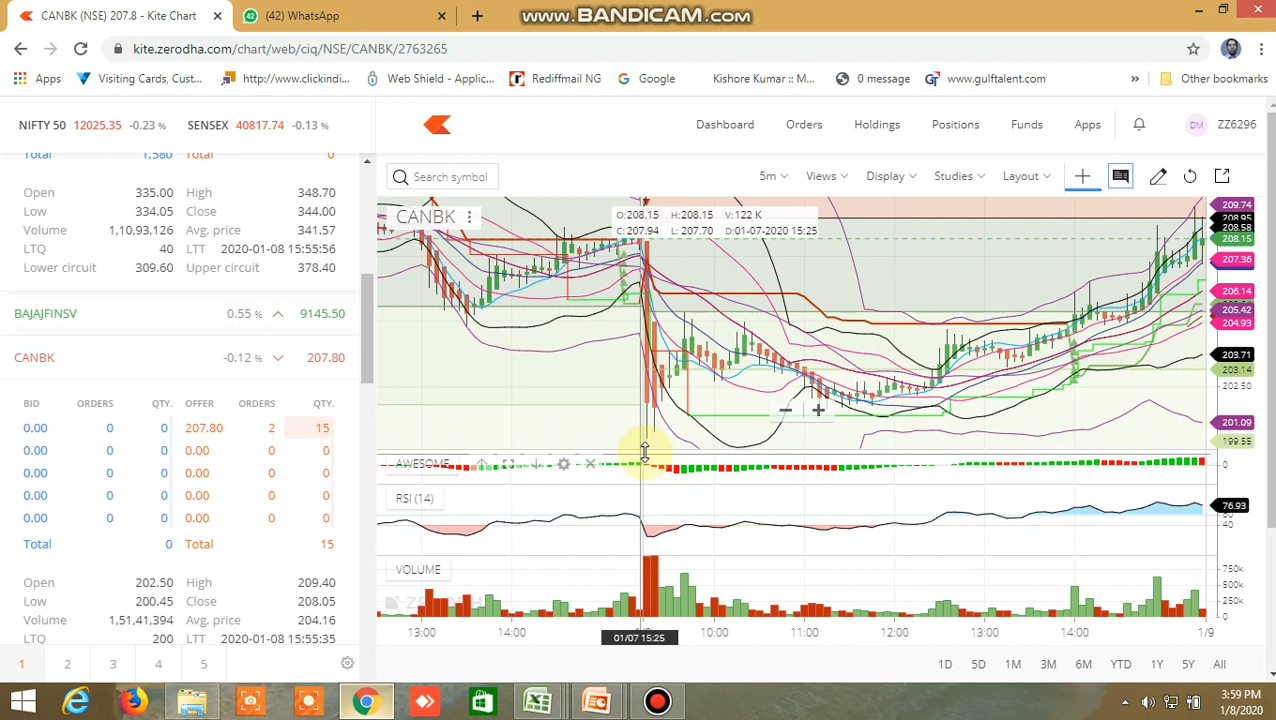 www.BANDICAM.com
CANBK (NSE) 207.8 - Kite Chart
(42) WhatsApp
kite.zerodha.com/chart/web/ciq/NSE/CANBK/2763265
Apps
Visiting Cards, Cust...
http://www.clickindi...
Web Shield - Applic...
Rediffmail NG
Google
Kishore Kumar :: M...
0 message
www.gulftalent.com
»
Other bookmarks
NIFTY 50 12025.35 -0.23 % SENSEX 40817.74 -0.13 %
Dashboard Orders Holdings Positions Funds Apps DM ZZ6296
Total 1,580 Total 0
Open 335.00 High 348.70
Low 334.05 Close 344.00
Volume 1,10,93,126 Avg. price 341.57
LTQ 40 LTT 2020-01-08 15:55:56
Lower circuit 309.60 Upper circuit 378.40
BAJAJFINSV 0.55 % 9145.50
CANBK -0.12 % 207.80
BID ORDERS QTY. OFFER ORDERS QTY.
0.00 0 0 207.80 2 15
0.00 0 0 0.00 0 0
0.00 0 0 0.00 0 0
0.00 0 0 0.00 0 0
0.00 0 0 0.00 0 0
Total 0 Total 15
Open 202.50 High 209.40
Low 200.45 Close 208.05
Volume 1,51,41,394 Avg. price 204.16
LTQ 200 LTT 2020-01-08 15:55:35
1 2 3 4 5
Search symbol
5m Views Display Studies Layout
CANBK
O:208.15 H:208.15 V:122 K
C:207.94 L:207.70 D:01-07-2020 15:25
209.74
208.95
208.58
208.15
207.36
206.14
205.42
204.93
203.71
203.14
202.50
201.09
199.55
AWESOME
0
RSI (14)
76.93
40
VOLUME
750k
500k
250k
0
ZERODHA
13:00 14:00 10:00 11:00 12:00 13:00 14:00 1/9
01/07 15:25
1D 5D 1M 3M 6M YTD 1Y 5Y All
3:59 PM
1/8/2020